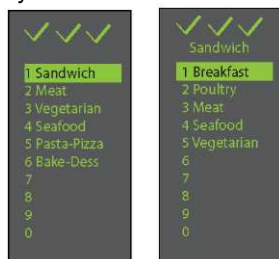 1 Sandwich
2 Meat
3 Vegetarian
4 Seafood
5 Pasta-Pizza
6 Bake-Dess
7
8
9
0
Sandwich
1 Breakfast
2 Poultry
3 Meat
4 Seafood
5 Vegetarian
6
7
8
9
0